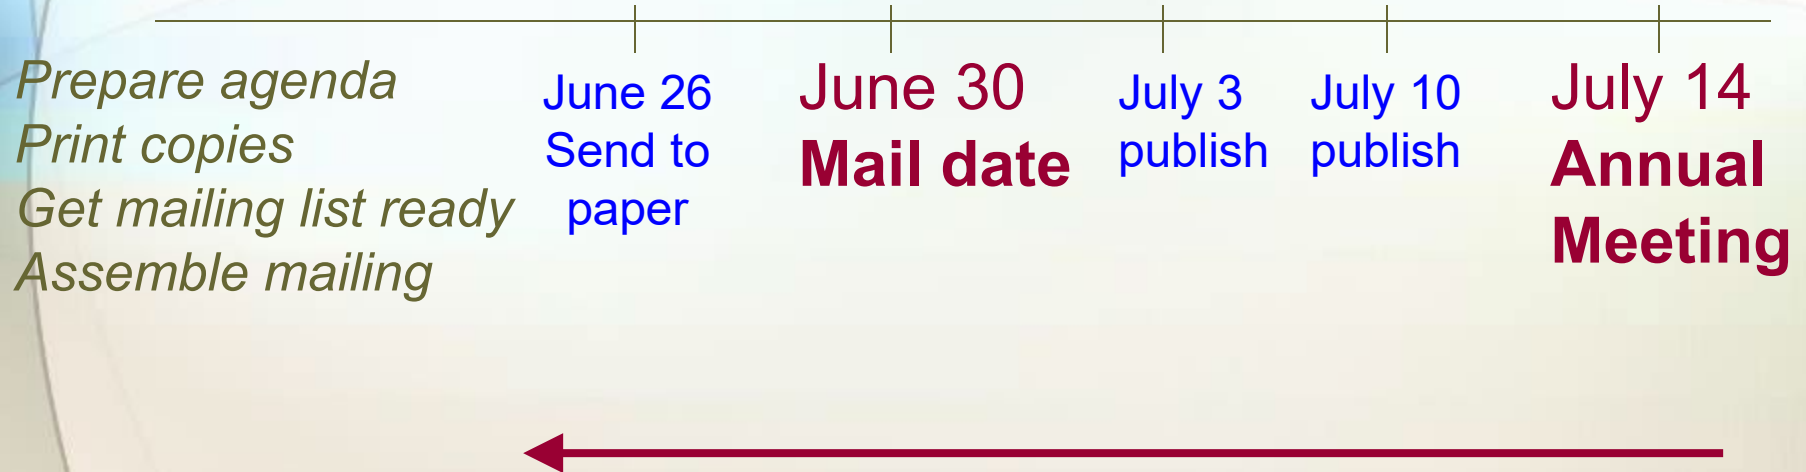 Prepare agenda
Print copies
Get mailing list ready
Assemble mailing
June 26
Send to
paper
June 30
Mail date
July 3
publish
July 10
publish
July 14
Annual
Meeting